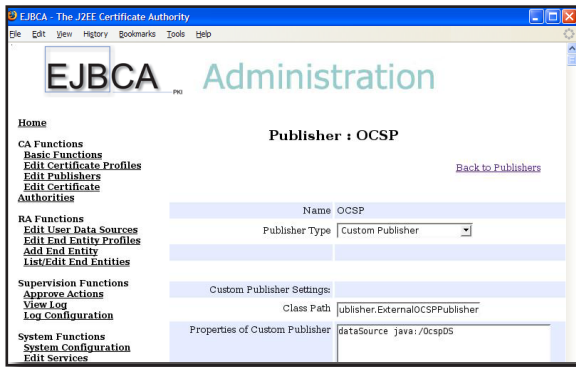 EJBCA - The J2EE Certificate Authority
File Edit View History Bookmarks Tools Help
EJBCA PKI Administration
Home
Publisher : OCSP
Back to Publishers
CA Functions
Basic Functions
Edit Certificate Profiles
Edit Publishers
Edit Certificate
Authorities
RA Functions
Edit User Data Sources
Edit End Entity Profiles
Add End Entity
List/Edit End Entities
Supervision Functions
Approve Actions
View Log
Log Configuration
System Functions
System Configuration
Edit Services
Name OCSP
Publisher Type Custom Publisher
Custom Publisher Settings:
Class Path ublisher.ExternalOCSPPublisher
Properties of Custom Publisher dataSource java:/OcspDS